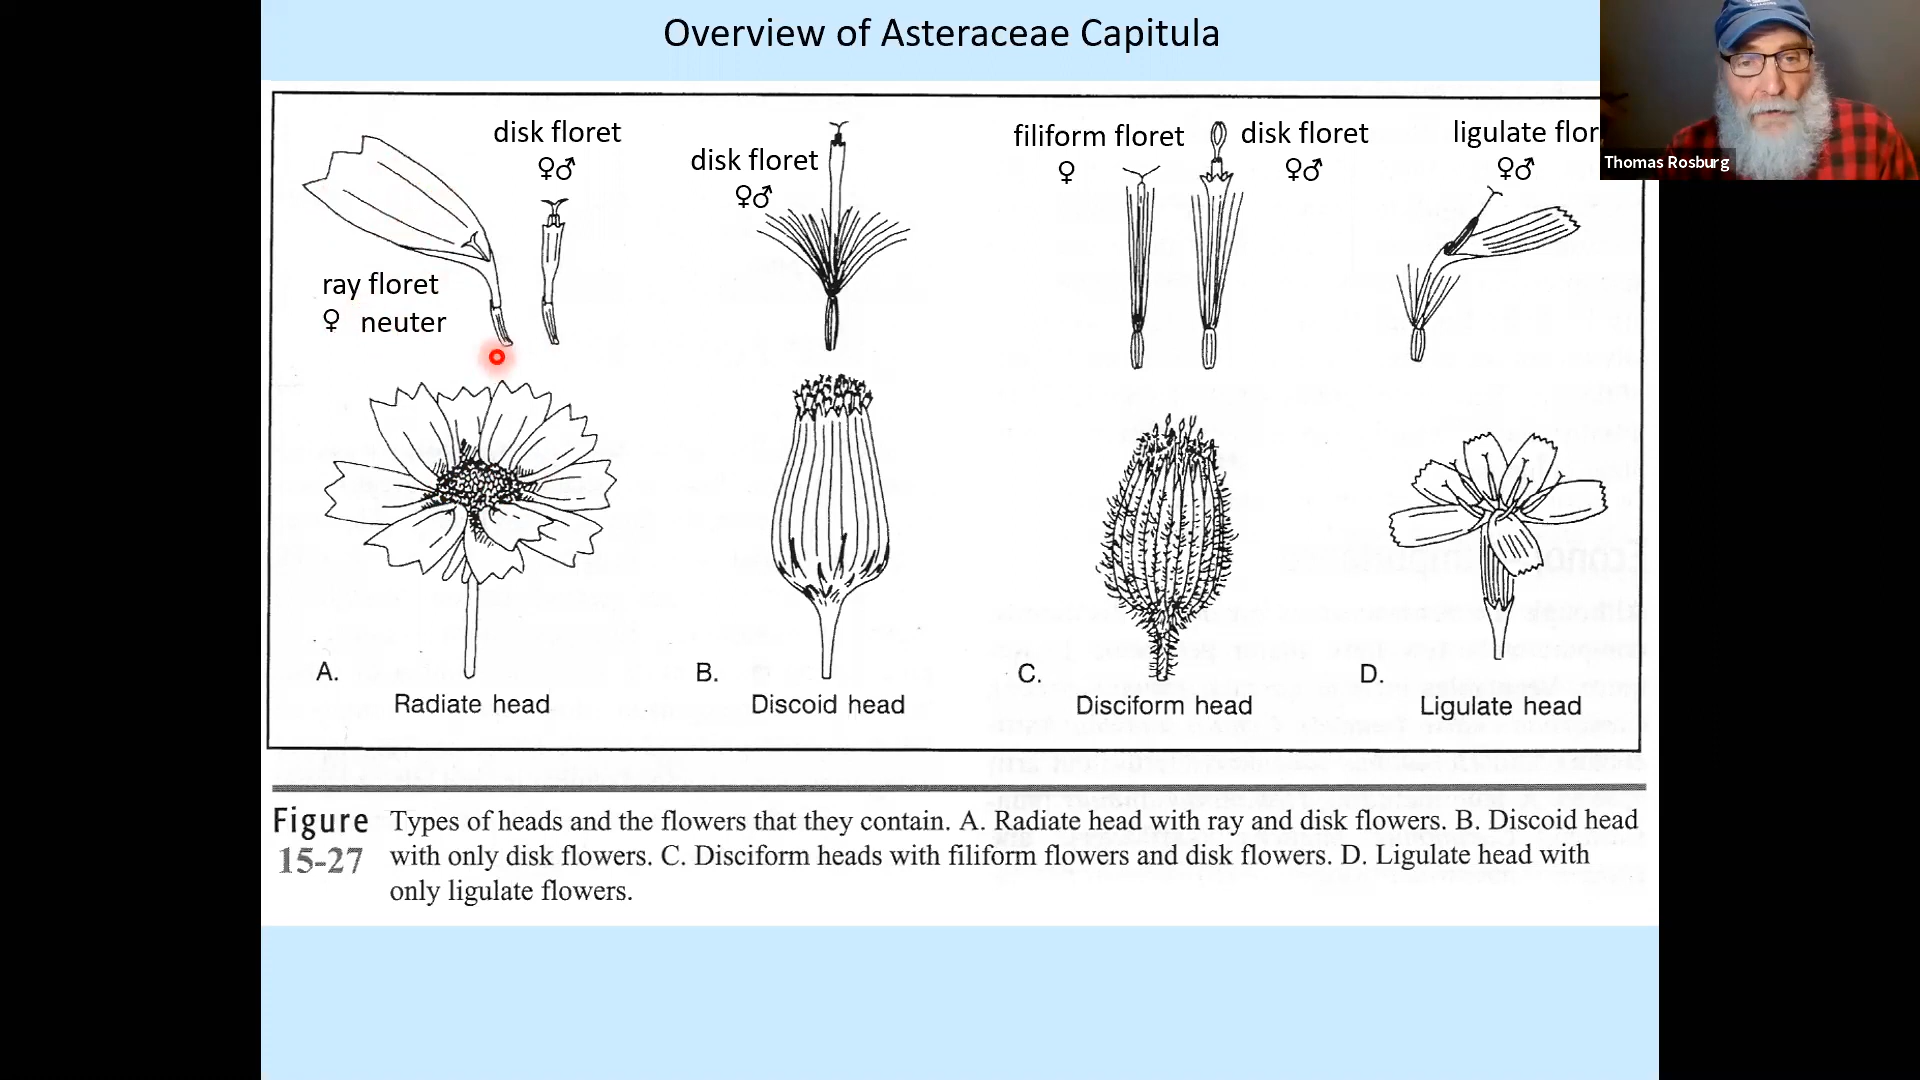 Overview of Asteraceae Capitula
disk floret
♀♂
ray floret
♀ neuter
disk floret
♀♂
filiform floret
♀
disk floret
♀♂
ligulate flor
♀♂
Thomas Rosburg
A.
Radiate head
B.
Discoid head
C.
Disciform head
D.
Ligulate head
Figure 15-27
Types of heads and the flowers that they contain. A. Radiate head with ray and disk flowers. B. Discoid head
with only disk flowers. C. Disciform heads with filiform flowers and disk flowers. D. Ligulate head with
only ligulate flowers.